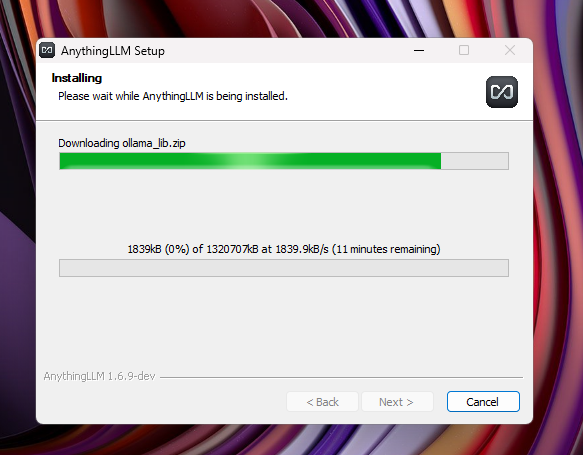 AnythingLLM Setup
Installing
Please wait while AnythingLLM is being installed.
Downloading ollama_lib.zip
1839kB (0%) of 1320707kB at 1839.9kB/s (11 minutes remaining)
AnythingLLM 1.6.9-dev
< Back
Next >
Cancel